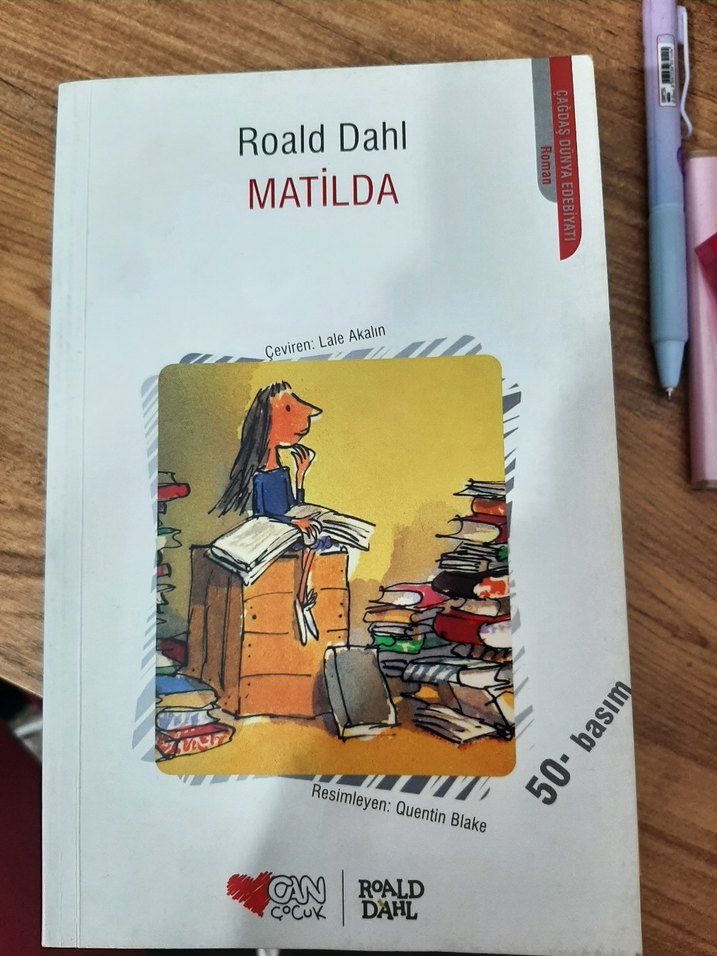 Roald Dahl
MATİLDA
ÇAĞDAŞ DÜNYA EDEBİYATI
Roman
Çeviren: Lale Akalın
50. basım
Resimleyen: Quentin Blake
CAN
ÇOCUK
ROALD
DAHL